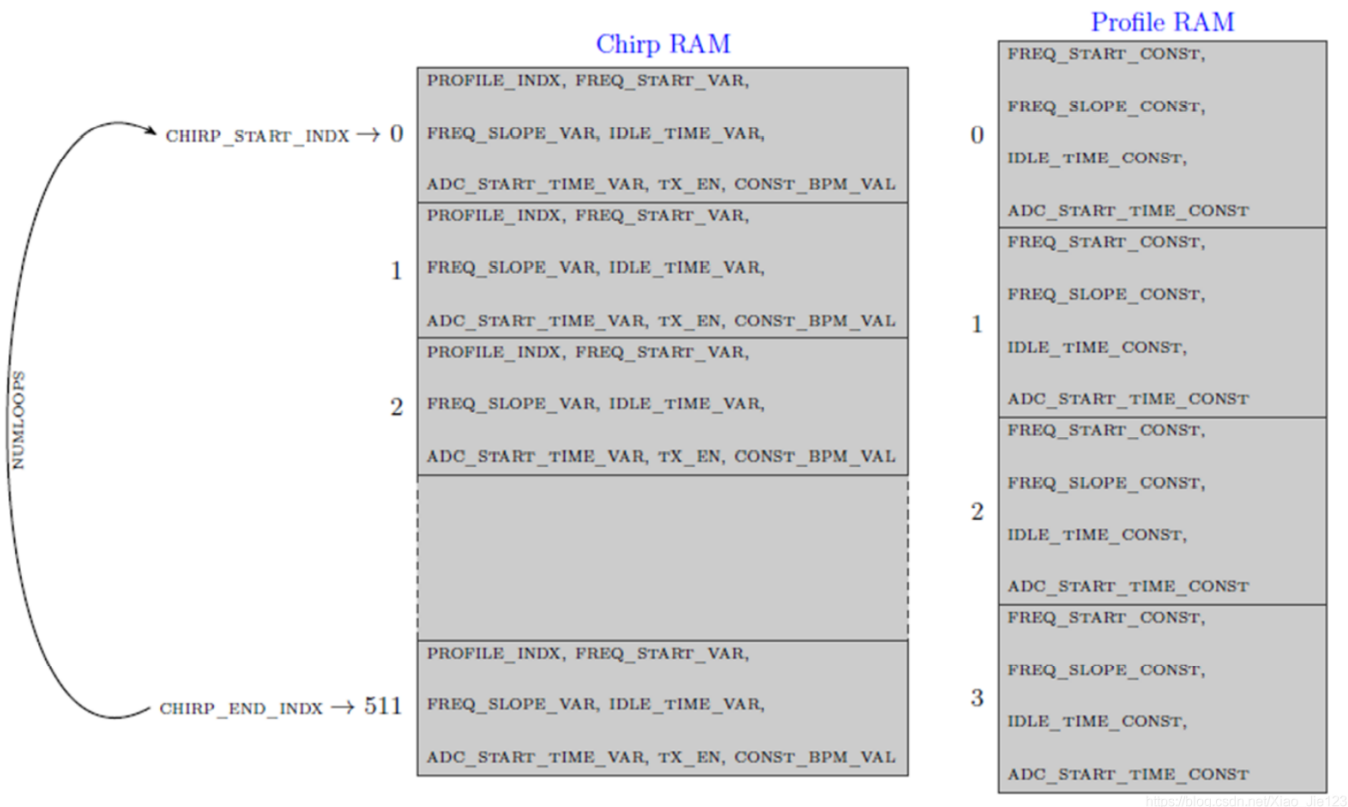 Chirp RAM
PROFILE_INDX, FREQ_START_VAR,
CHIRP_START_INDX → 0
FREQ_SLOPE_VAR, IDLE_TIME_VAR,
ADC_START_TIME_VAR, TX_EN, CONST_BPM_VAL
PROFILE_INDX, FREQ_START_VAR,
1
FREQ_SLOPE_VAR, IDLE_TIME_VAR,
ADC_START_TIME_VAR, TX_EN, CONST_BPM_VAL
PROFILE_INDX, FREQ_START_VAR,
2
FREQ_SLOPE_VAR, IDLE_TIME_VAR,
ADC_START_TIME_VAR, TX_EN, CONST_BPM_VAL
NUMLOOPS
PROFILE_INDX, FREQ_START_VAR,
CHIRP_END_INDX → 511
FREQ_SLOPE_VAR, IDLE_TIME_VAR,
ADC_START_TIME_VAR, TX_EN, CONST_BPM_VAL
Profile RAM
FREQ_START_CONST,
FREQ_SLOPE_CONST,
0
IDLE_TIME_CONST,
ADC_START_TIME_CONST
FREQ_START_CONST,
FREQ_SLOPE_CONST,
1
IDLE_TIME_CONST,
ADC_START_TIME_CONST
FREQ_START_CONST,
FREQ_SLOPE_CONST,
2
IDLE_TIME_CONST,
ADC_START_TIME_CONST
FREQ_START_CONST,
FREQ_SLOPE_CONST,
3
IDLE_TIME_CONST,
ADC_START_TIME_CONST
https://blog.csdn.net/Xiao_Jie123